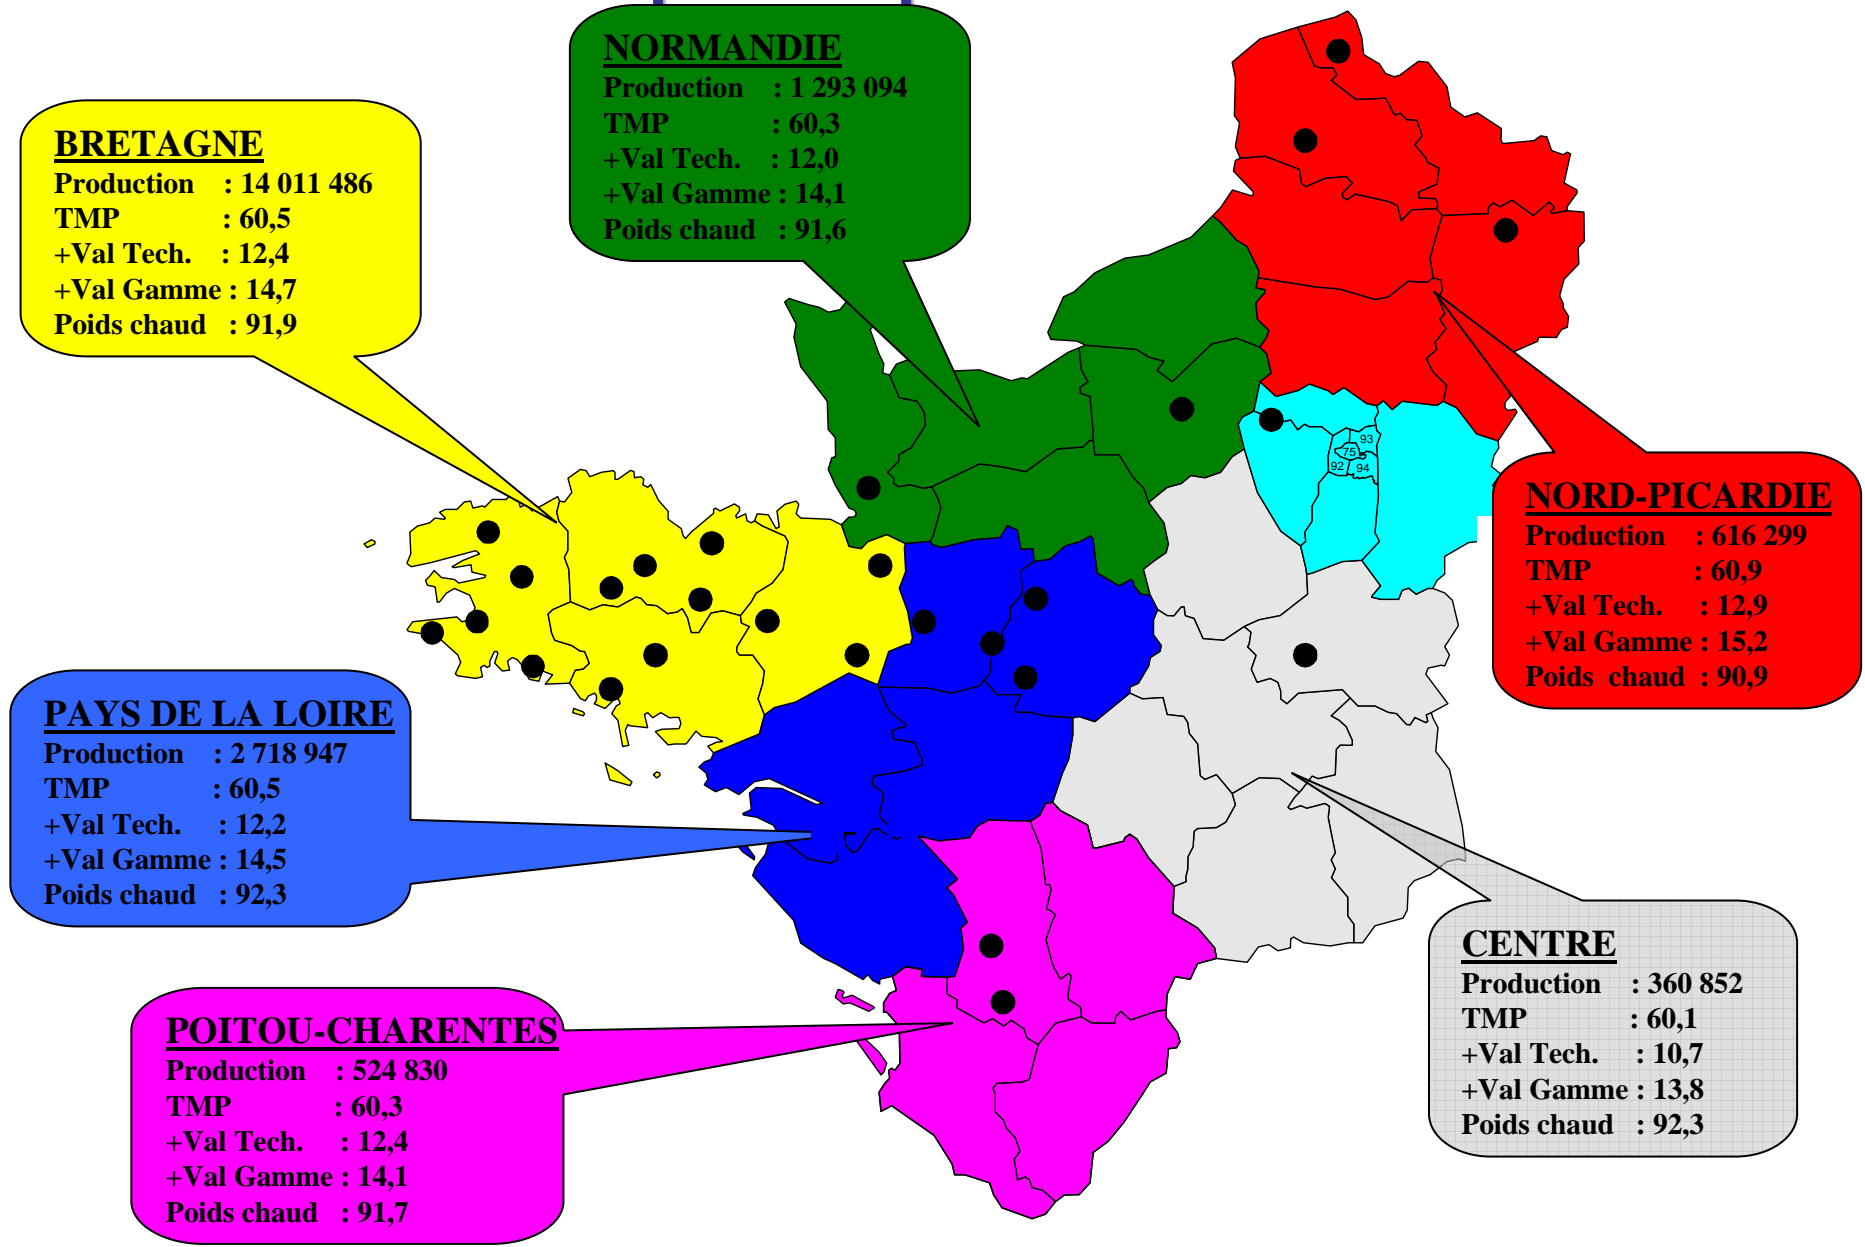 NORMANDIE
Production : 1 293 094
TMP : 60,3
+Val Tech. : 12,0
+Val Gamme : 14,1
Poids chaud : 91,6
BRETAGNE
Production : 14 011 486
TMP : 60,5
+Val Tech. : 12,4
+Val Gamme : 14,7
Poids chaud : 91,9
93
75
92
94
NORD-PICARDIE
Production : 616 299
TMP : 60,9
+Val Tech. : 12,9
+Val Gamme : 15,2
Poids chaud : 90,9
PAYS DE LA LOIRE
Production : 2 718 947
TMP : 60,5
+Val Tech. : 12,2
+Val Gamme : 14,5
Poids chaud : 92,3
CENTRE
Production : 360 852
TMP : 60,1
+Val Tech. : 10,7
+Val Gamme : 13,8
Poids chaud : 92,3
POITOU-CHARENTES
Production : 524 830
TMP : 60,3
+Val Tech. : 12,4
+Val Gamme : 14,1
Poids chaud : 91,7